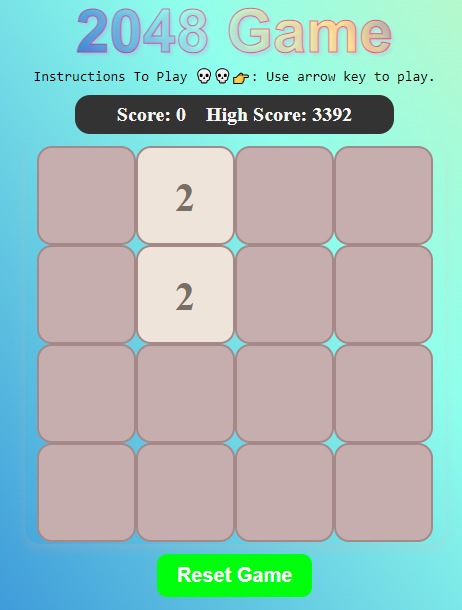 2048 Game
Instructions To Play 💀💀👉: Use arrow key to play.
Score: 0 High Score: 3392
2
2
Reset Game